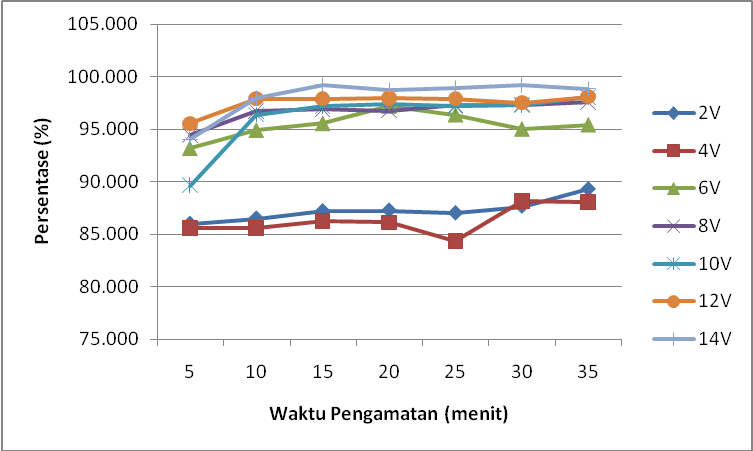 105.000
100.000
95.000
90.000
85.000
80.000
75.000
Persentase (%)
5 10 15 20 25 30 35
Waktu Pengamatan (menit)
2V
4V
6V
8V
10V
12V
14V